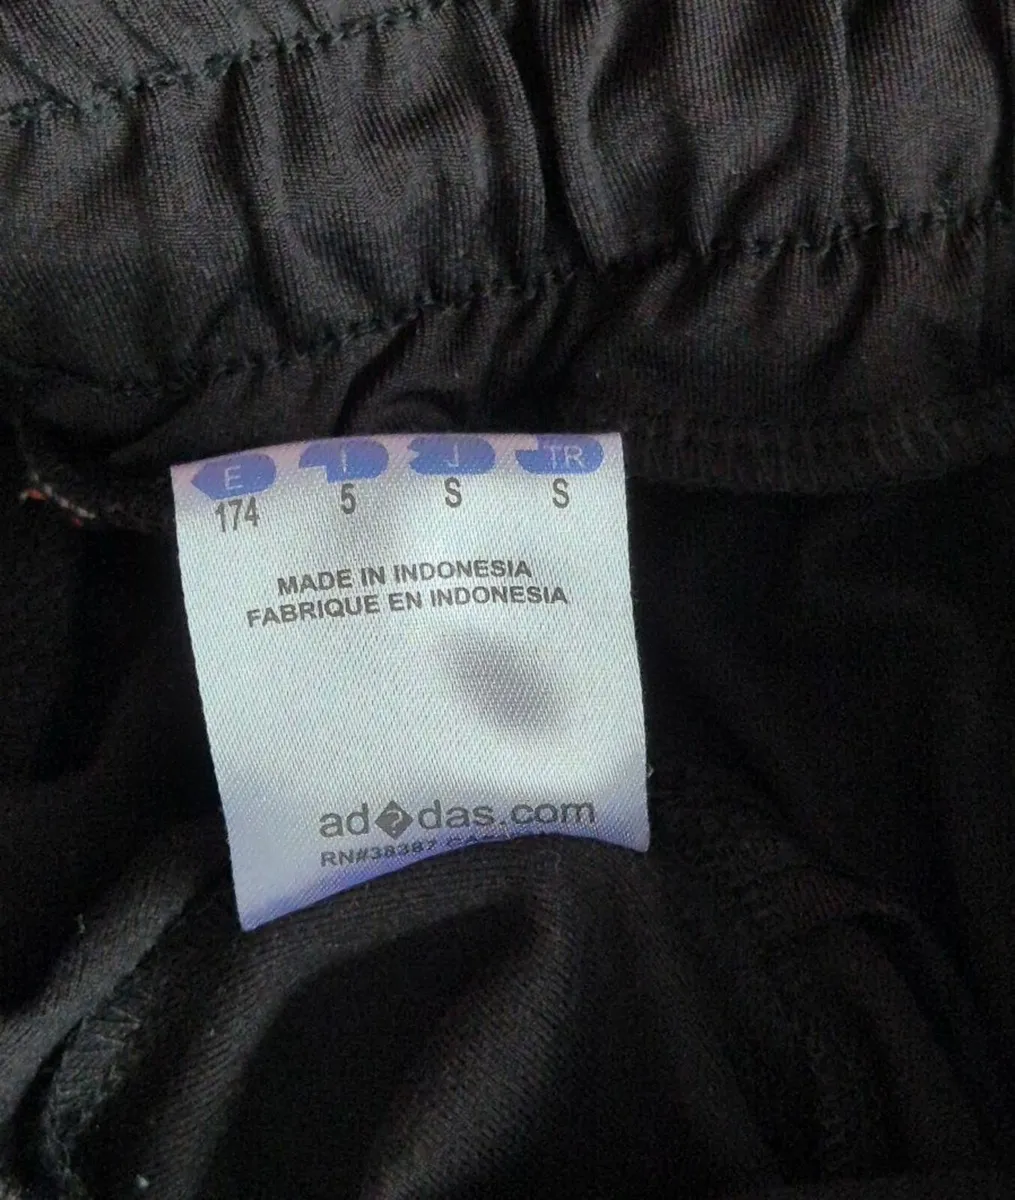 E I J TR
174 5 S S
MADE IN INDONESIA
FABRIQUE EN INDONESIA
ad�das.com
RN#38387